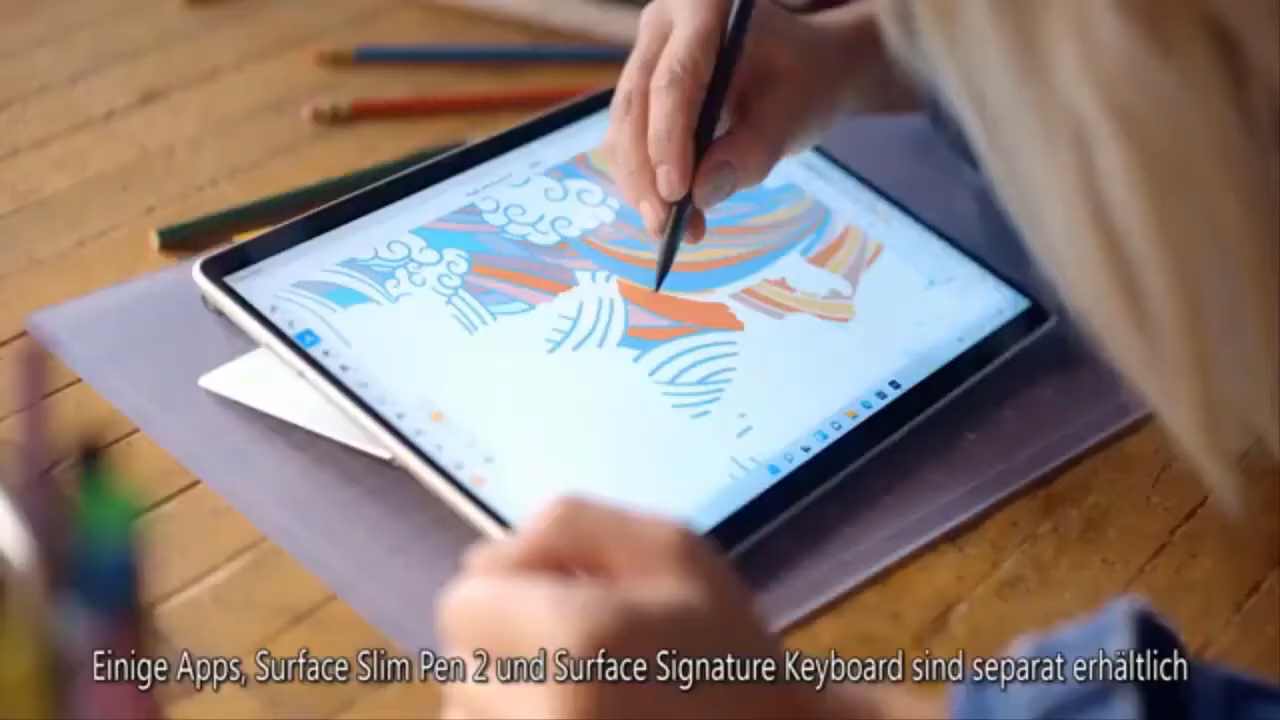 Einige Apps, Surface Slim Pen 2 und Surface Signature Keyboard sind separat erhältlich